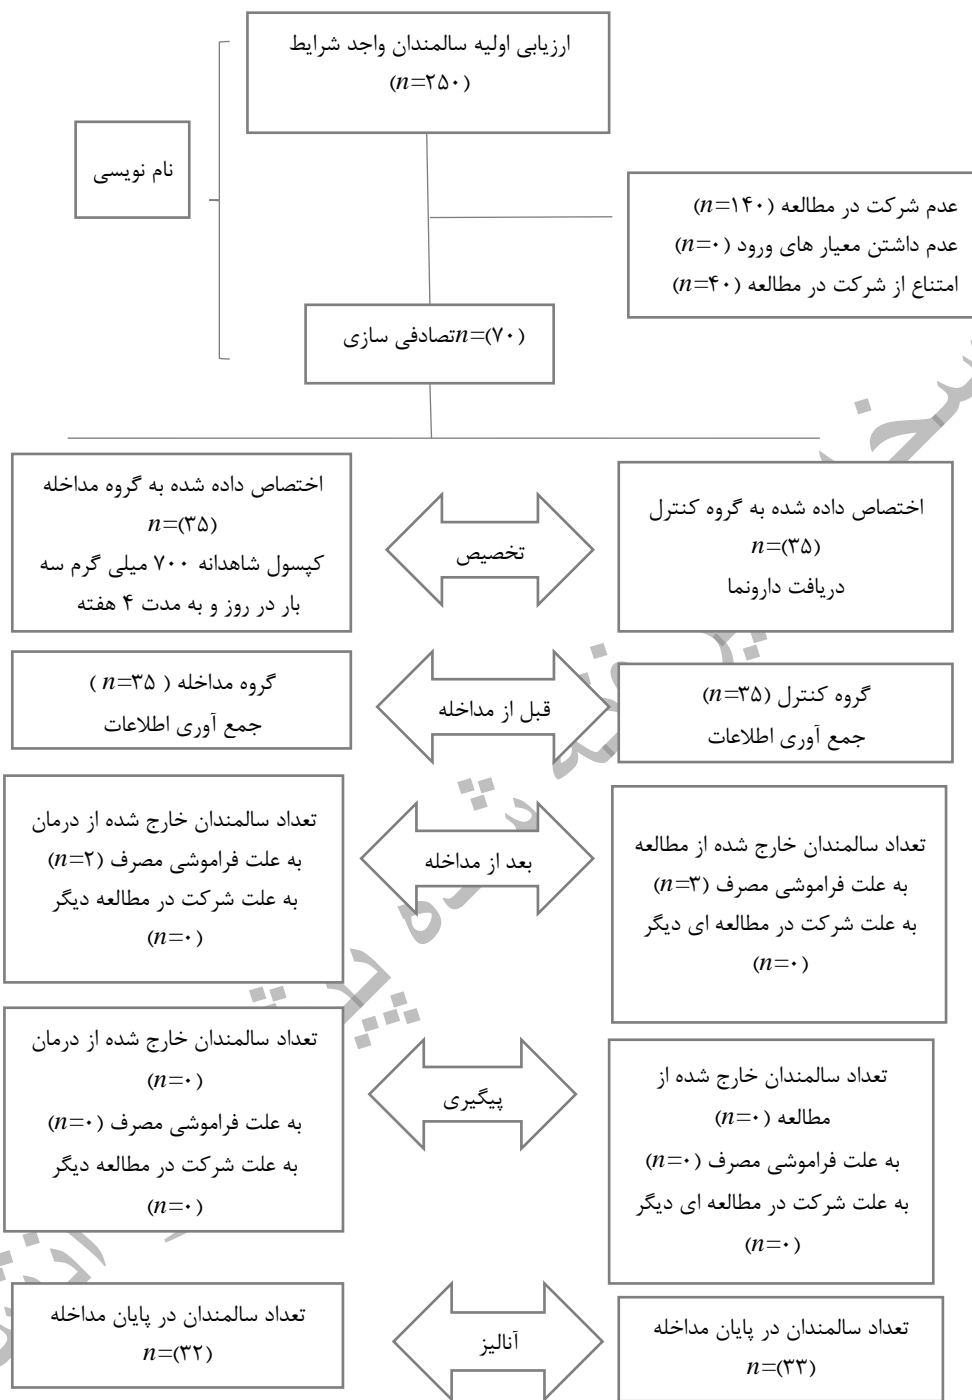 ارزیابی اولیه سالمندان واجد شرایط
(n=۲۵۰)
نام نویسی
عدم شرکت در مطالعه (n=۱۴۰)
عدم داشتن معیار های ورود (n=۰)
امتناع از شرکت در مطالعه (n=۴۰)
تصادفی سازی n=(۷۰)
اختصاص داده شده به گروه کنترل
n=(۳۵)
دریافت دارونما
تخصیص
اختصاص داده شده به گروه مداخله
n=(۳۵)
کپسول شاهدانه ۷۰۰ میلی گرم سه
بار در روز و به مدت ۴ هفته
گروه کنترل (n=۳۵)
جمع آوری اطلاعات
قبل از مداخله
گروه مداخله ( n=۳۵ )
جمع آوری اطلاعات
تعداد سالمندان خارج شده از مطالعه
به علت فراموشی مصرف (n=۳)
به علت شرکت در مطالعه ای دیگر
(n=۰)
بعد از مداخله
تعداد سالمندان خارج شده از درمان
به علت فراموشی مصرف (n=۲)
به علت شرکت در مطالعه دیگر
(n=۰)
تعداد سالمندان خارج شده از
مطالعه (n=۰)
به علت فراموشی مصرف (n=۰)
به علت شرکت در مطالعه ای دیگر
(n=۰)
پیگیری
تعداد سالمندان خارج شده از درمان
(n=۰)
به علت فراموشی مصرف (n=۰)
به علت شرکت در مطالعه دیگر
(n=۰)
تعداد سالمندان در پایان مداخله
n=(۳۳)
آنالیز
تعداد سالمندان در پایان مداخله
n=(۳۲)